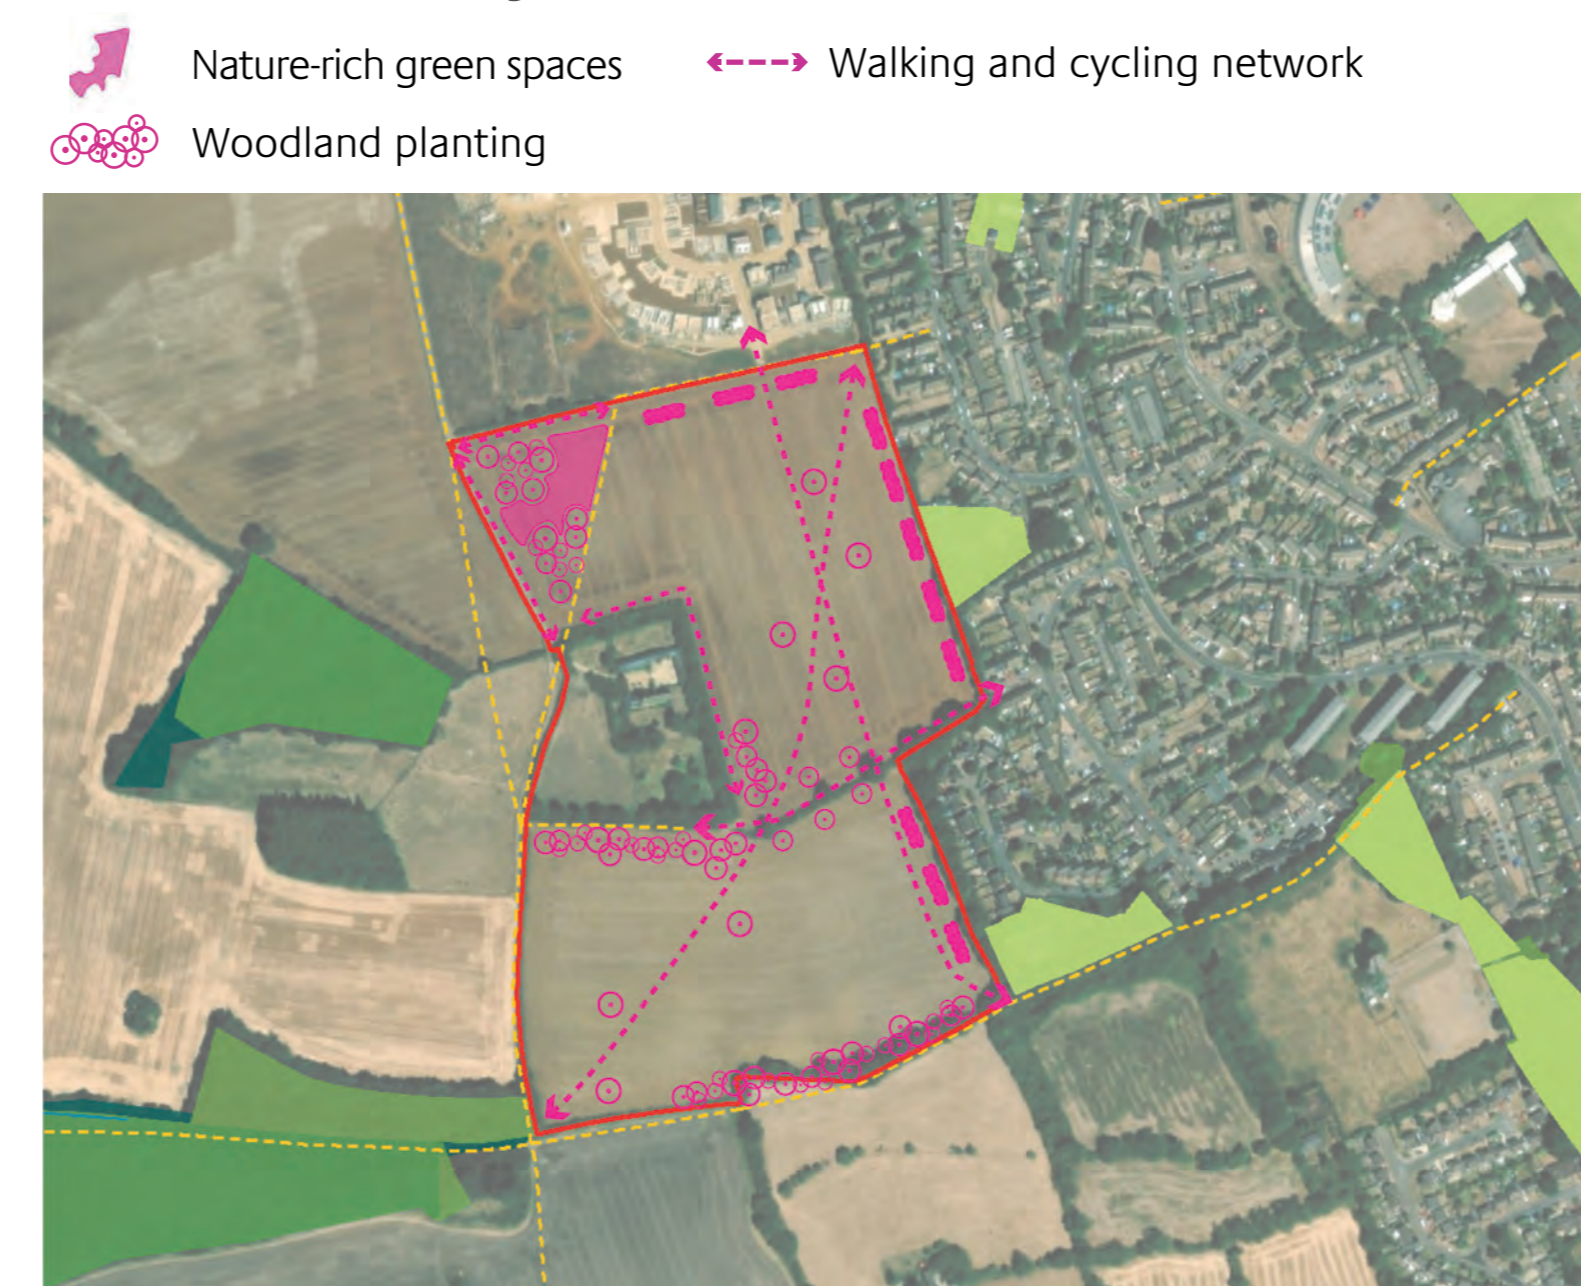 Nature-rich green spaces
Walking and cycling network
Woodland planting